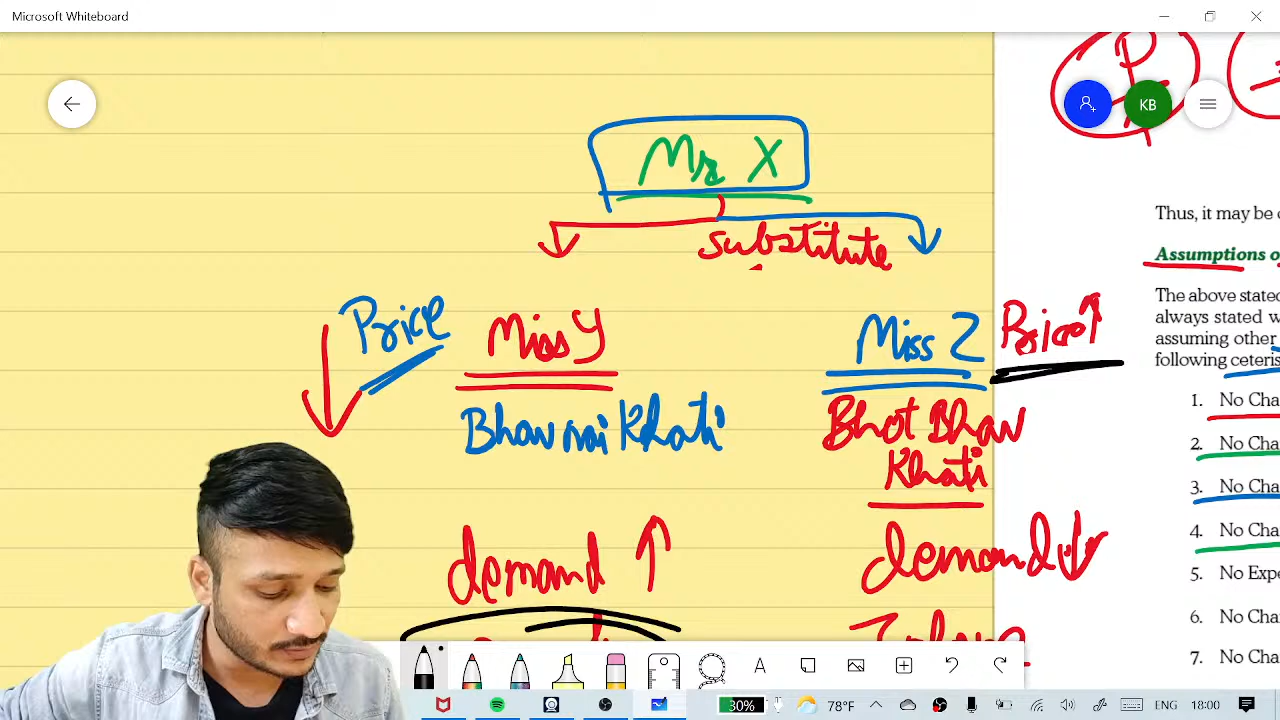 Microsoft Whiteboard
KB
Mr X
substitute
Thus, it may be
Assumptions o
The above stated
always stated w
assuming other
following ceteris
Price
Miss Y
Miss Z
Price
Bhav nai Khati
Bhot Bhav
Khati
1. No Cha
2. No Cha
3. No Cha
4. No Cha
5. No Expe
6. No Cha
7. No Cha
demand
demand
30%
78°F
ENG
18:00